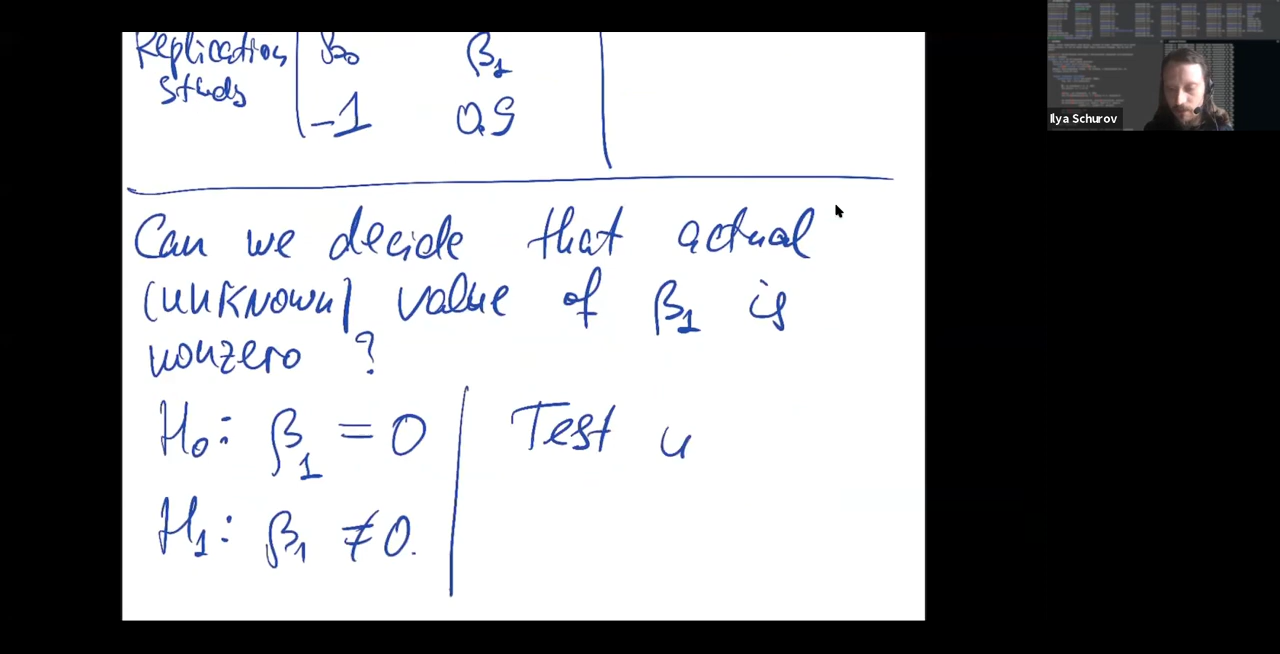 Replication β₀ β₁
study
-1 0.9
Can we decide that actual
(unknown) value of β₁ is
nonzero ?
H₀: β₁ = 0 Test u
H₁: β₁ ≠ 0.
Ilya Schurov